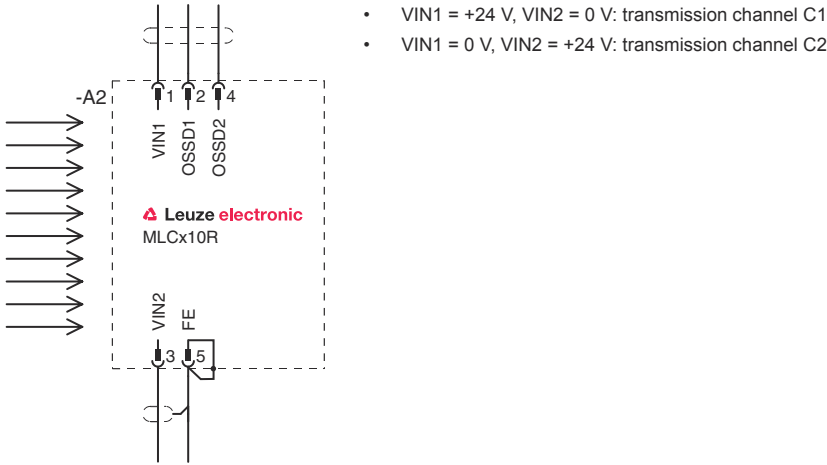 • VIN1 = +24 V, VIN2 = 0 V: transmission channel C1
• VIN1 = 0 V, VIN2 = +24 V: transmission channel C2
-A2
1 2 4
VIN1
OSSD1
OSSD2
Leuze electronic
MLCx10R
VIN2
FE
3 5